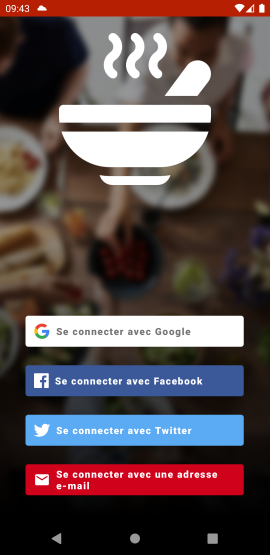 09:43
Se connecter avec Google
Se connecter avec Facebook
Se connecter avec Twitter
Se connecter avec une adresse
e-mail